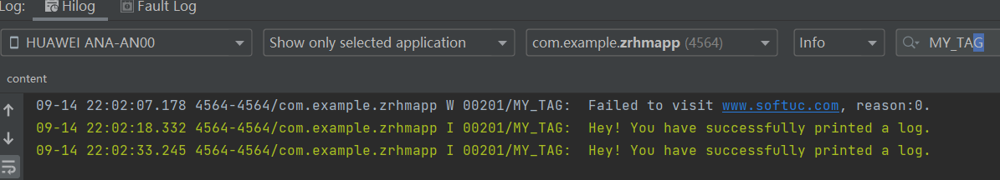 Log: Hilog Fault Log
HUAWEI ANA-AN00 Show only selected application com.example.zrhmapp (4564) Info MY_TAG
content
09-14 22:02:07.178 4564-4564/com.example.zrhmapp W 00201/MY_TAG: Failed to visit www.softuc.com, reason:0.
09-14 22:02:18.332 4564-4564/com.example.zrhmapp I 00201/MY_TAG: Hey! You have successfully printed a log.
09-14 22:02:33.245 4564-4564/com.example.zrhmapp I 00201/MY_TAG: Hey! You have successfully printed a log.